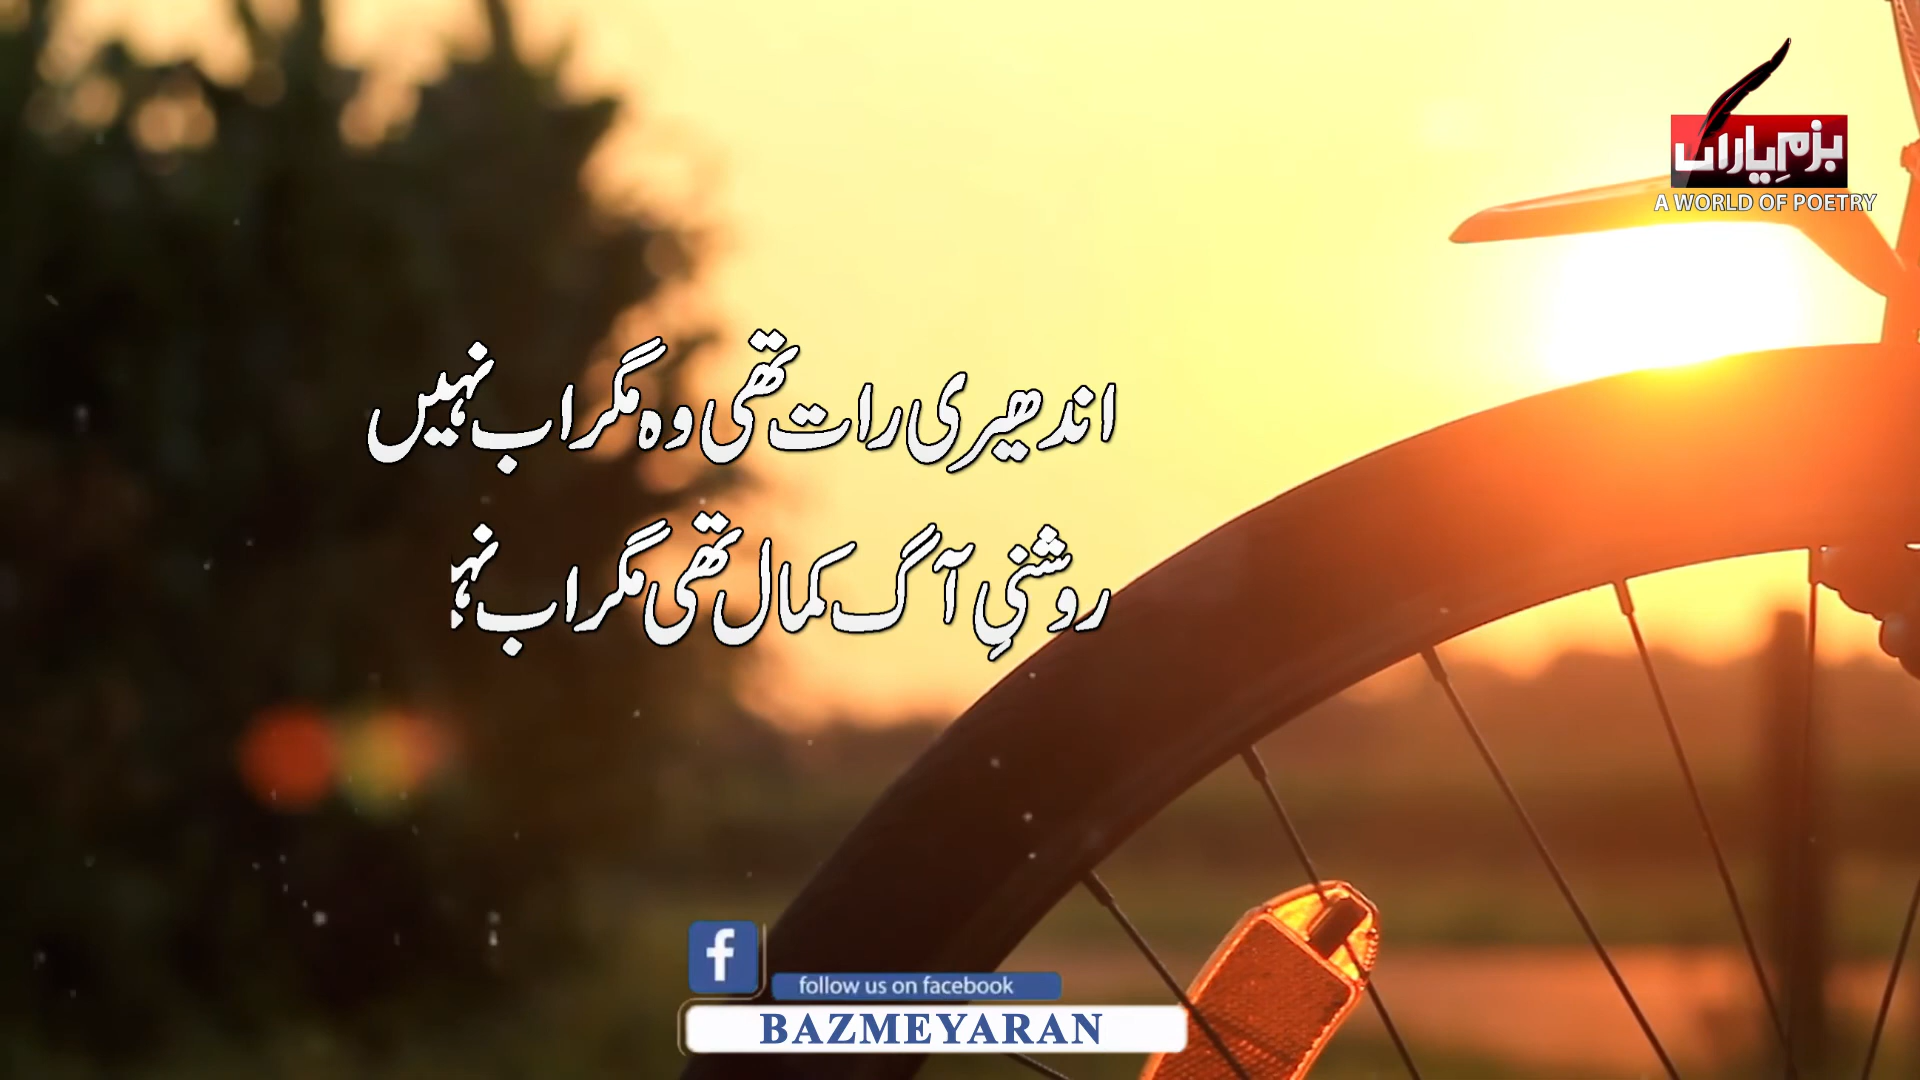 بزمِ یاراں
A WORLD OF POETRY
اندھیری رات تھی وہ مگر اب نہیں
روشنیِ آگ کمال تھی مگر اب
follow us on facebook
BAZMEYARAN